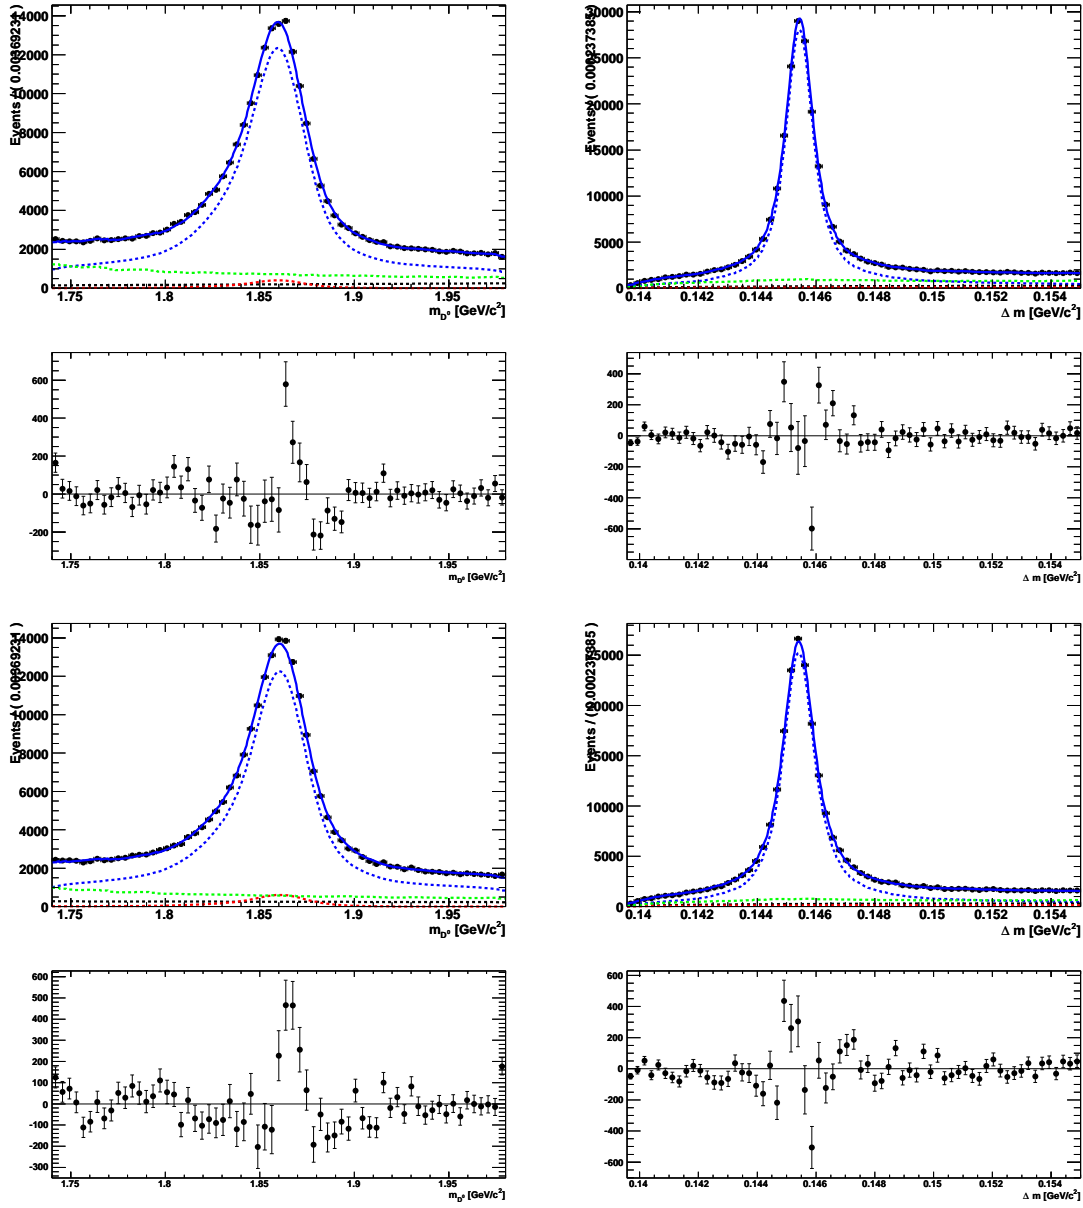 Events / ( 0.00369231 )
14000
12000
10000
8000
6000
4000
2000
0
1.75 1.8 1.85 1.9 1.95
m_D⁰ [GeV/c²]
Events / ( 0.000237385 )
30000
25000
20000
15000
10000
5000
0
0.14 0.142 0.144 0.146 0.148 0.15 0.152 0.154
Δ m [GeV/c²]
600
400
200
0
-200
1.75 1.8 1.85 1.9 1.95
m_D⁰ [GeV/c²]
400
200
0
-200
-400
-600
0.14 0.142 0.144 0.146 0.148 0.15 0.152 0.154
Δ m [GeV/c²]
Events / ( 0.00369231 )
14000
12000
10000
8000
6000
4000
2000
0
1.75 1.8 1.85 1.9 1.95
m_D⁰ [GeV/c²]
Events / ( 0.000237385 )
25000
20000
15000
10000
5000
0
0.14 0.142 0.144 0.146 0.148 0.15 0.152 0.154
Δ m [GeV/c²]
600
500
400
300
200
100
0
-100
-200
-300
1.75 1.8 1.85 1.9 1.95
m_D⁰ [GeV/c²]
600
400
200
0
-200
-400
-600
0.14 0.142 0.144 0.146 0.148 0.15 0.152 0.154
Δ m [GeV/c²]